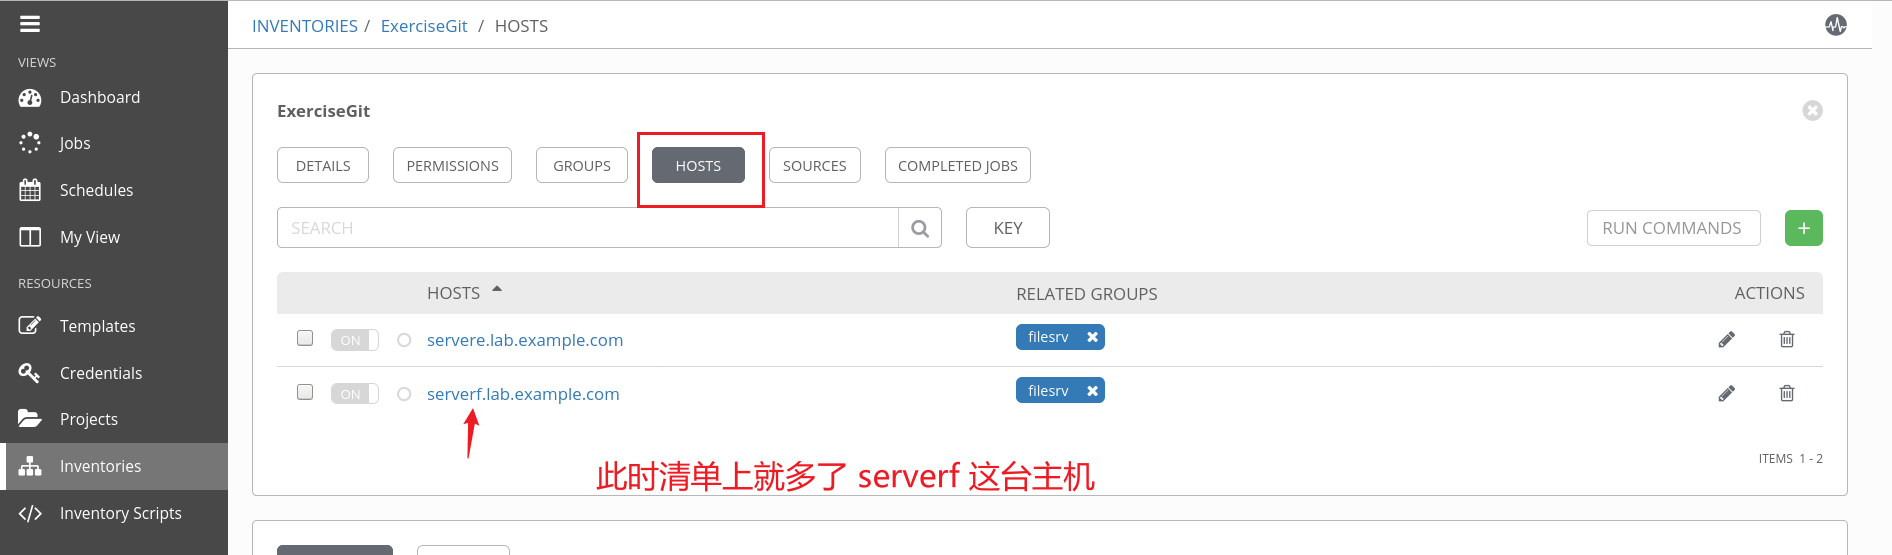 INVENTORIES / ExerciseGit / HOSTS
VIEWS
Dashboard
Jobs
Schedules
My View
RESOURCES
Templates
Credentials
Projects
Inventories
Inventory Scripts
ExerciseGit
DETAILS PERMISSIONS GROUPS HOSTS SOURCES COMPLETED JOBS
SEARCH KEY RUN COMMANDS +
HOSTS RELATED GROUPS ACTIONS
ON servere.lab.example.com filesrv
ON serverf.lab.example.com filesrv
ITEMS 1 - 2
此时清单上就多了 serverf 这台主机